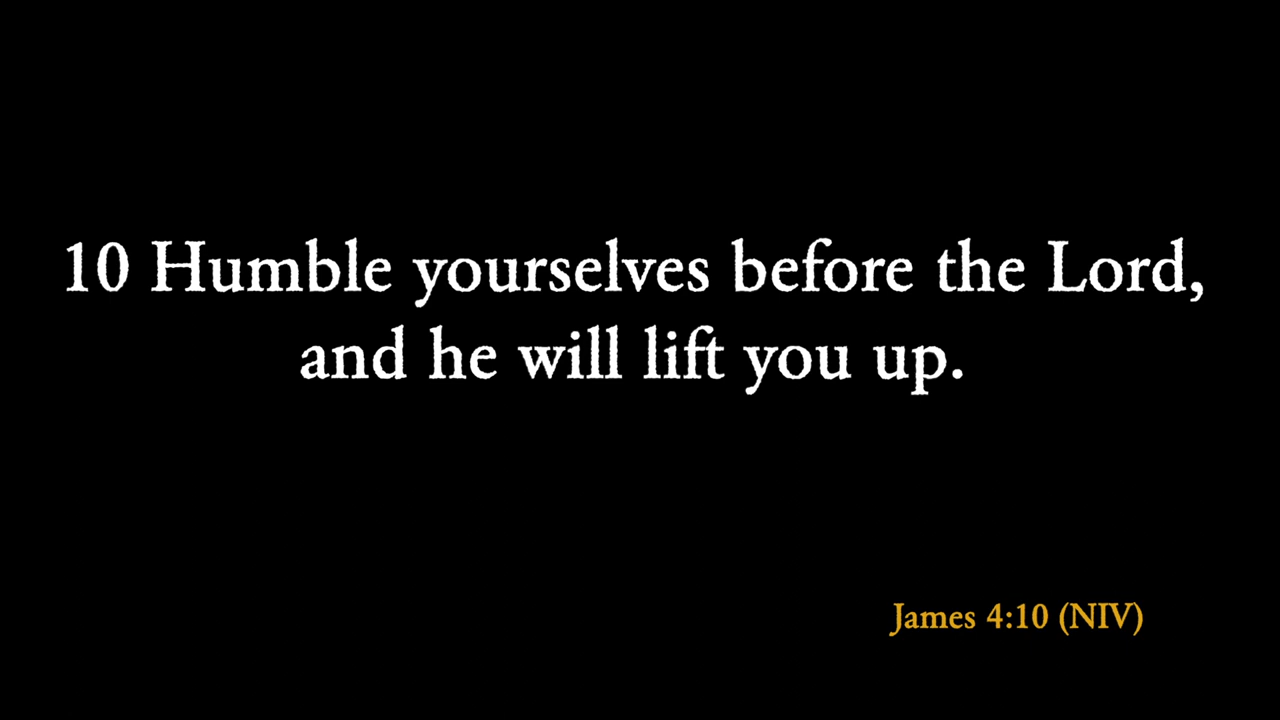 10 Humble yourselves before the Lord,
and he will lift you up.
James 4:10 (NIV)